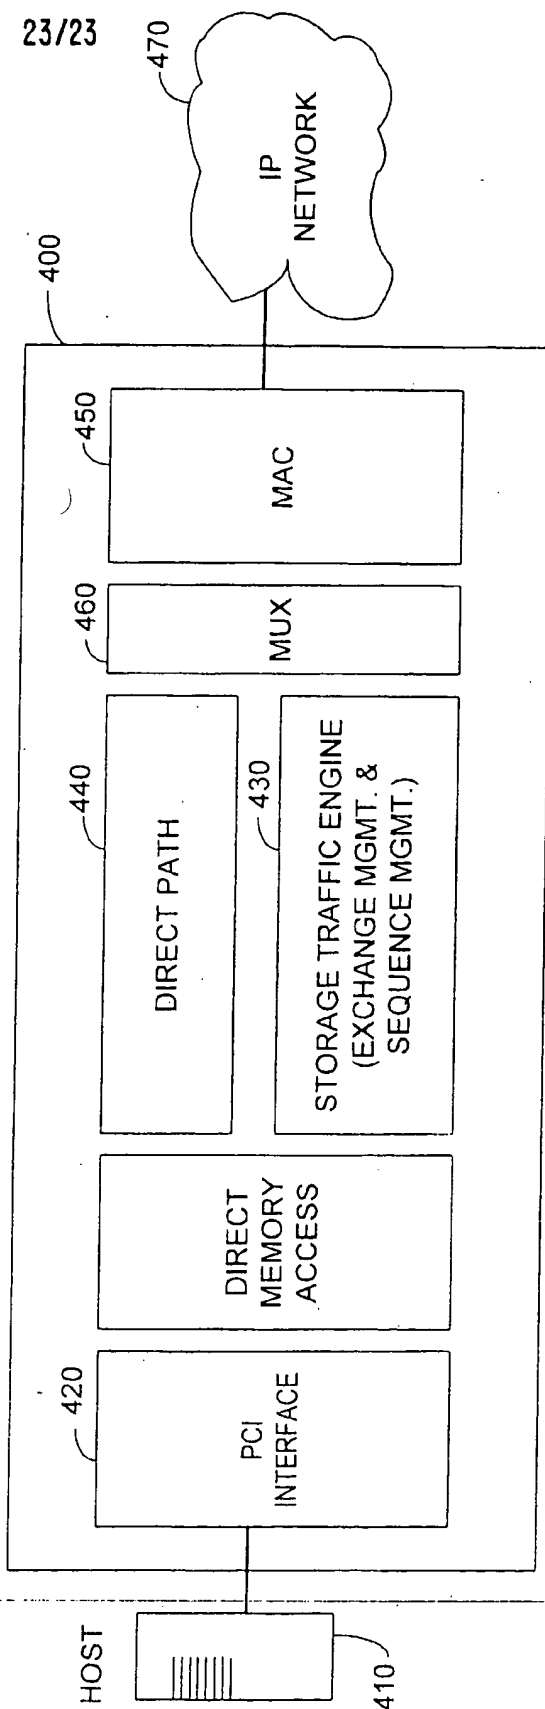 23/23
HOST
410
420
PCI
INTERFACE
DIRECT
MEMORY
ACCESS
440
DIRECT PATH
430
STORAGE TRAFFIC ENGINE
(EXCHANGE MGMT. &
SEQUENCE MGMT.)
460
MUX
450
MAC
400
470
IP
NETWORK